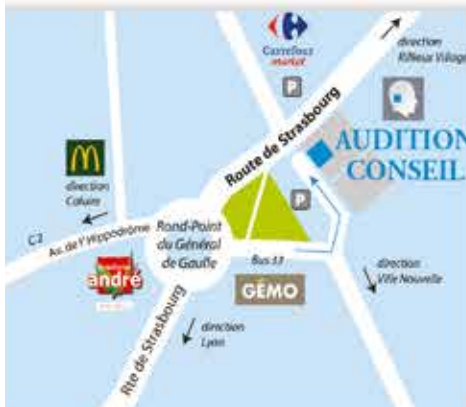 Carrefour
market
direction
Rillieux Village
P
Route de Strasbourg
AUDITION
CONSEIL
direction
Caluire
P
C2
Av. de l'Hippodrome
Rond-Point
du Général
de Gaulle
Bus 33
andré
GÉMO
direction
Ville Nouvelle
Rte de Strasbourg
direction
Lyon